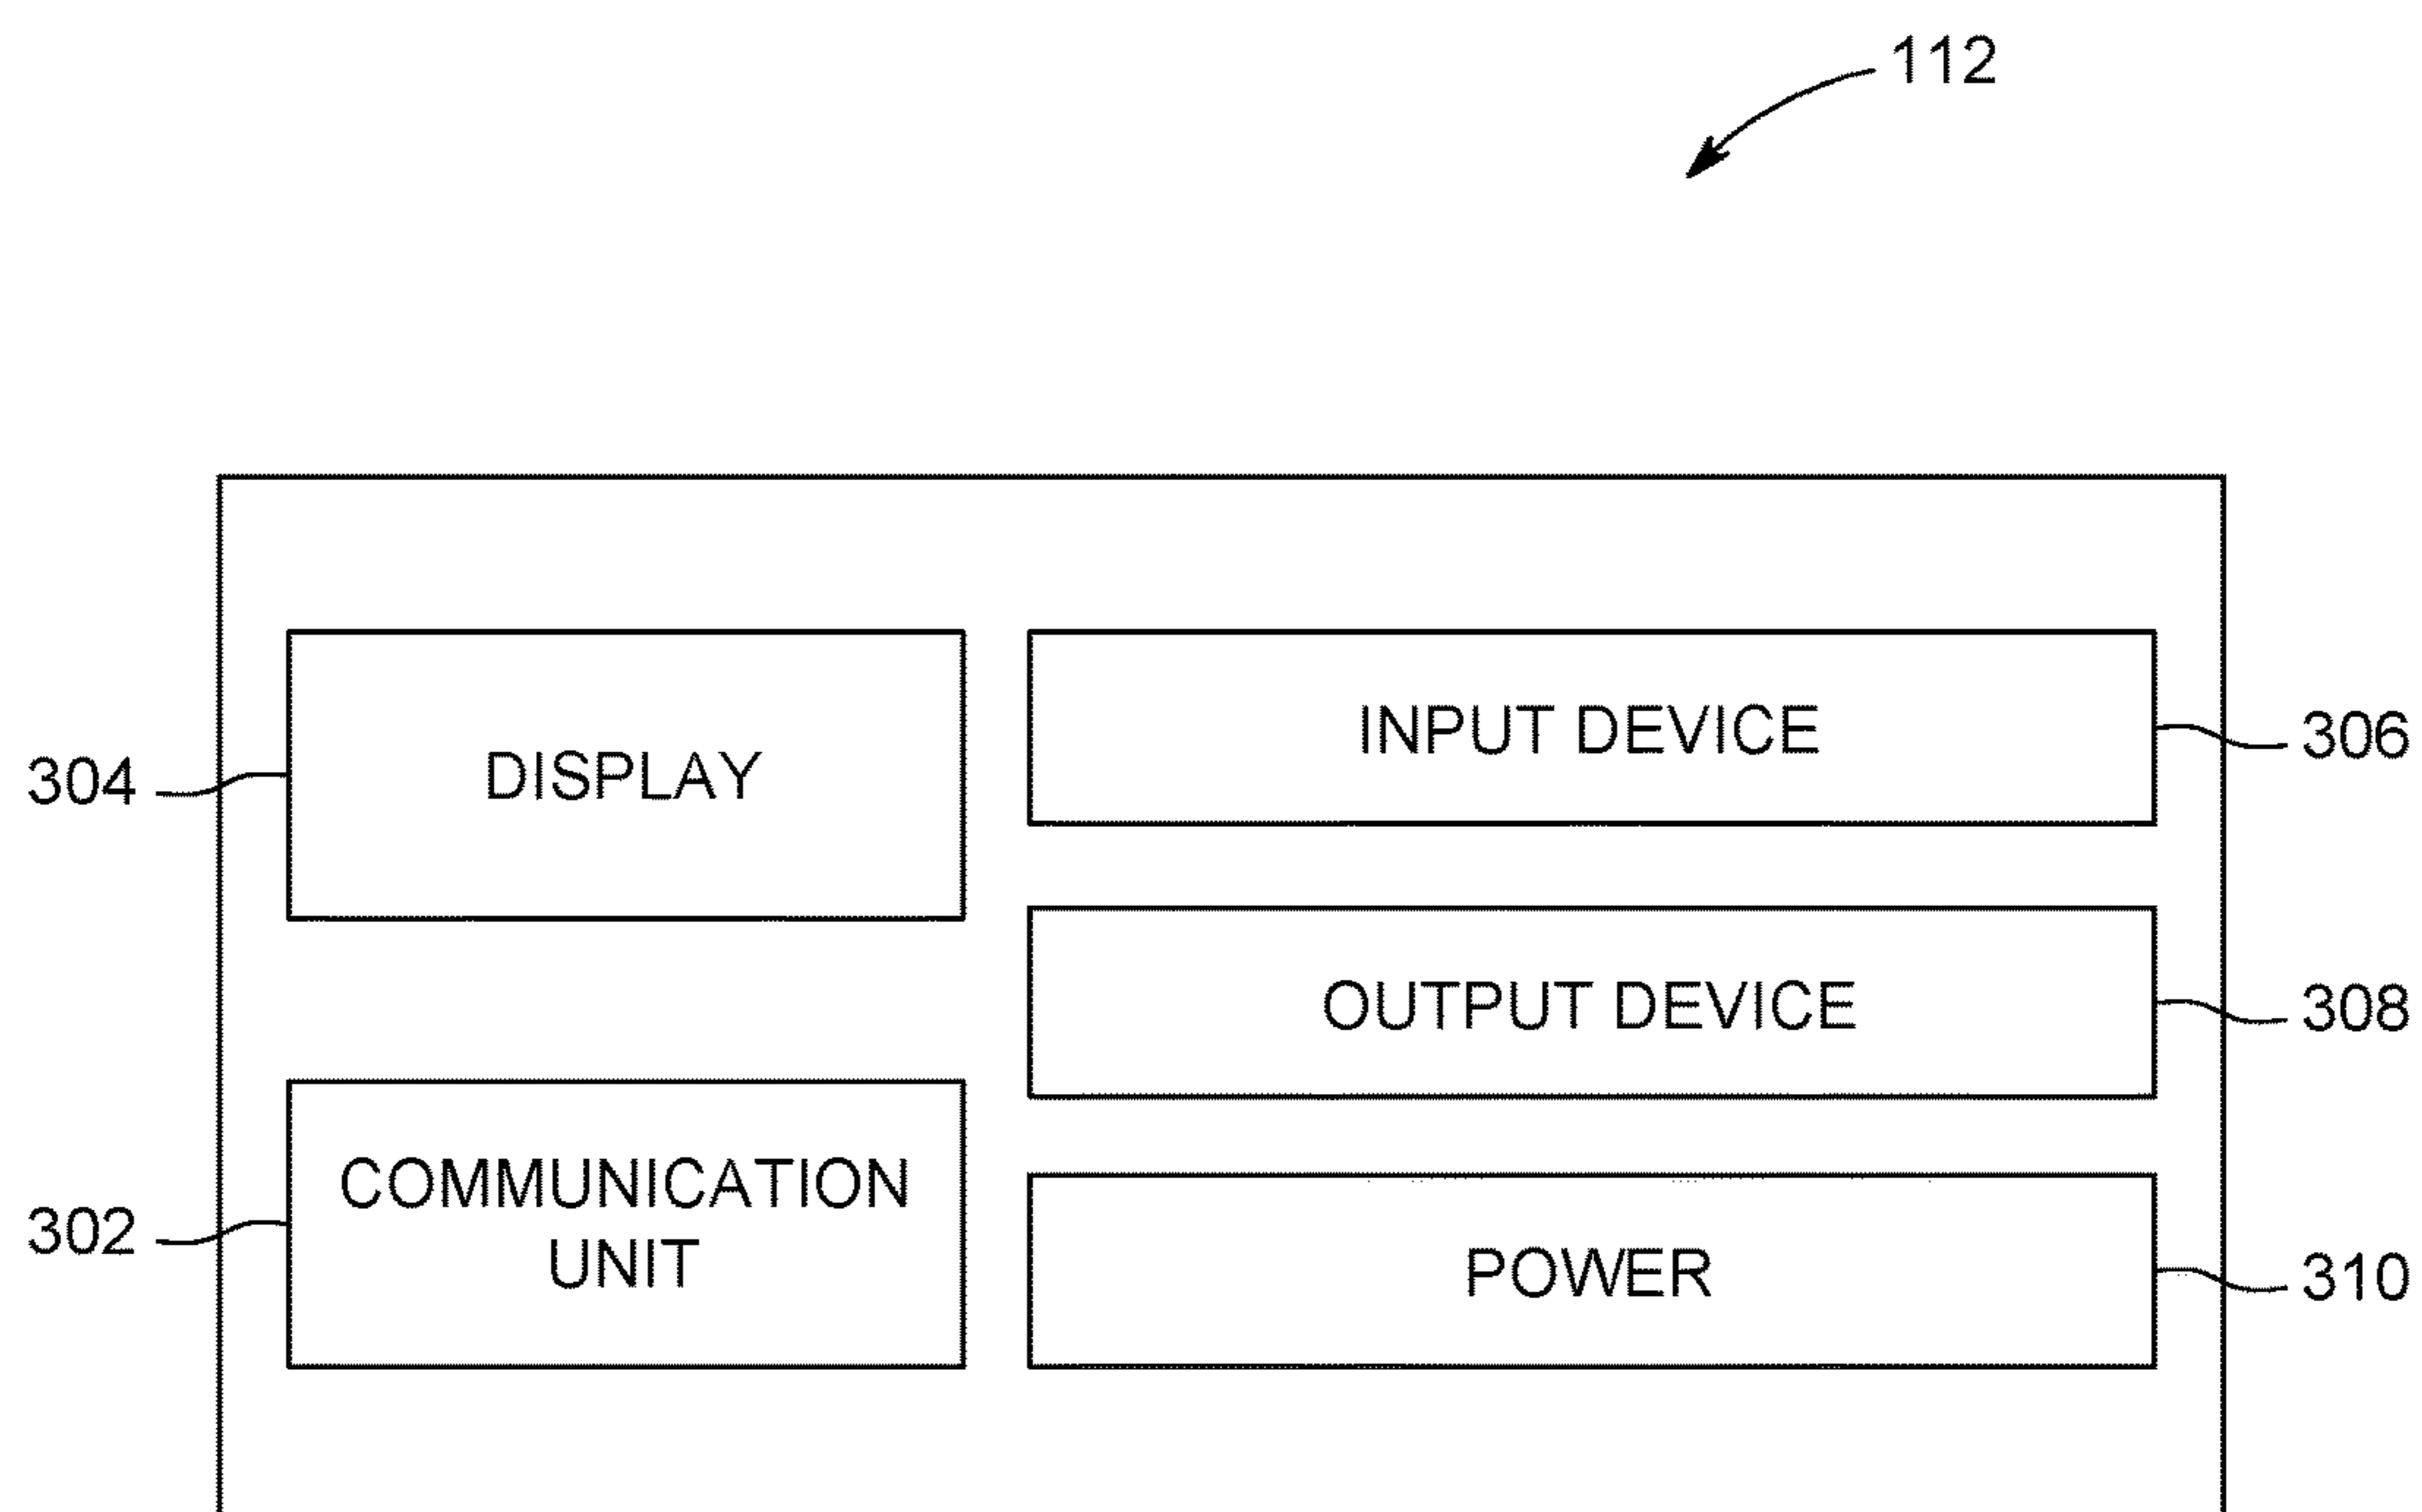 112
304
DISPLAY
INPUT DEVICE
306
OUTPUT DEVICE
308
302
COMMUNICATION
UNIT
POWER
310